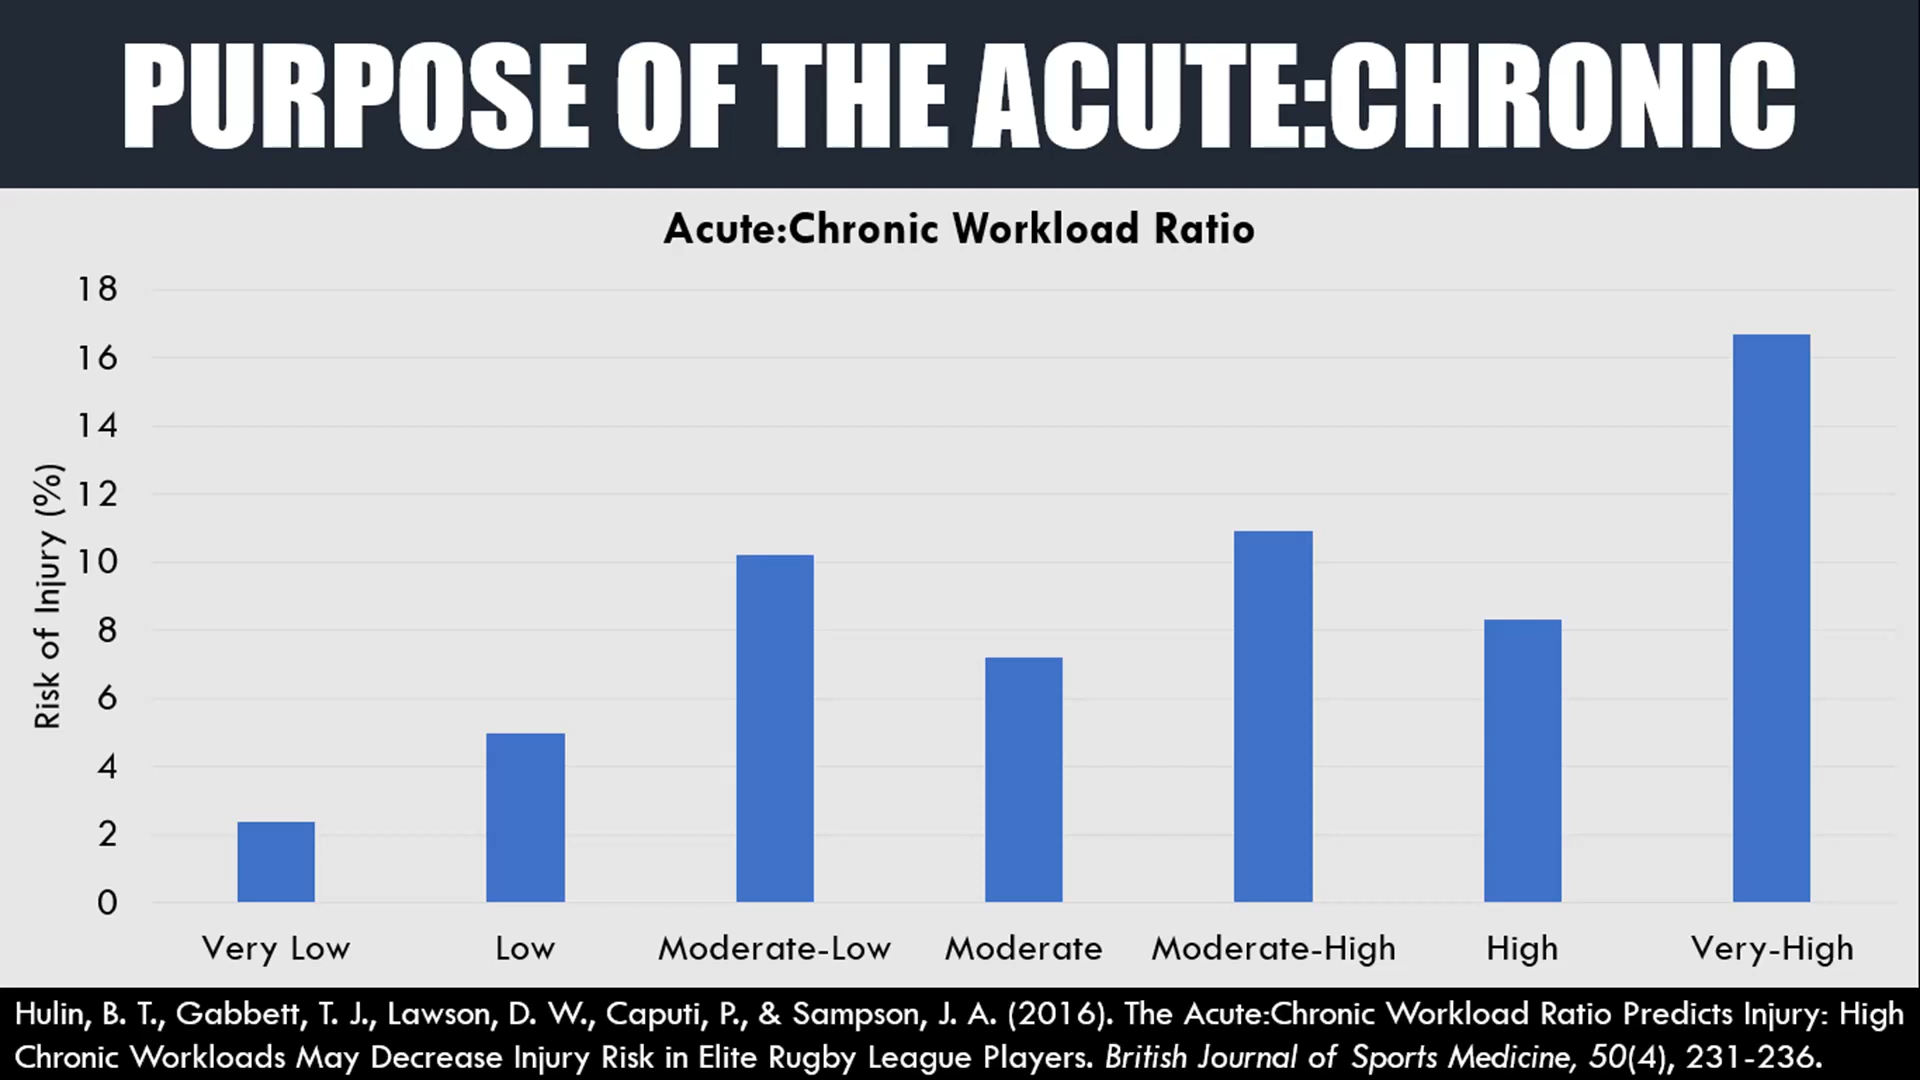 PURPOSE OF THE ACUTE:CHRONIC
Acute:Chronic Workload Ratio
18
16
14
12
10
8
6
4
2
0
Risk of Injury (%)
Very Low
Low
Moderate-Low
Moderate
Moderate-High
High
Very-High
Hulin, B. T., Gabbett, T. J., Lawson, D. W., Caputi, P., & Sampson, J. A. (2016). The Acute:Chronic Workload Ratio Predicts Injury: High
Chronic Workloads May Decrease Injury Risk in Elite Rugby League Players. British Journal of Sports Medicine, 50(4), 231-236.